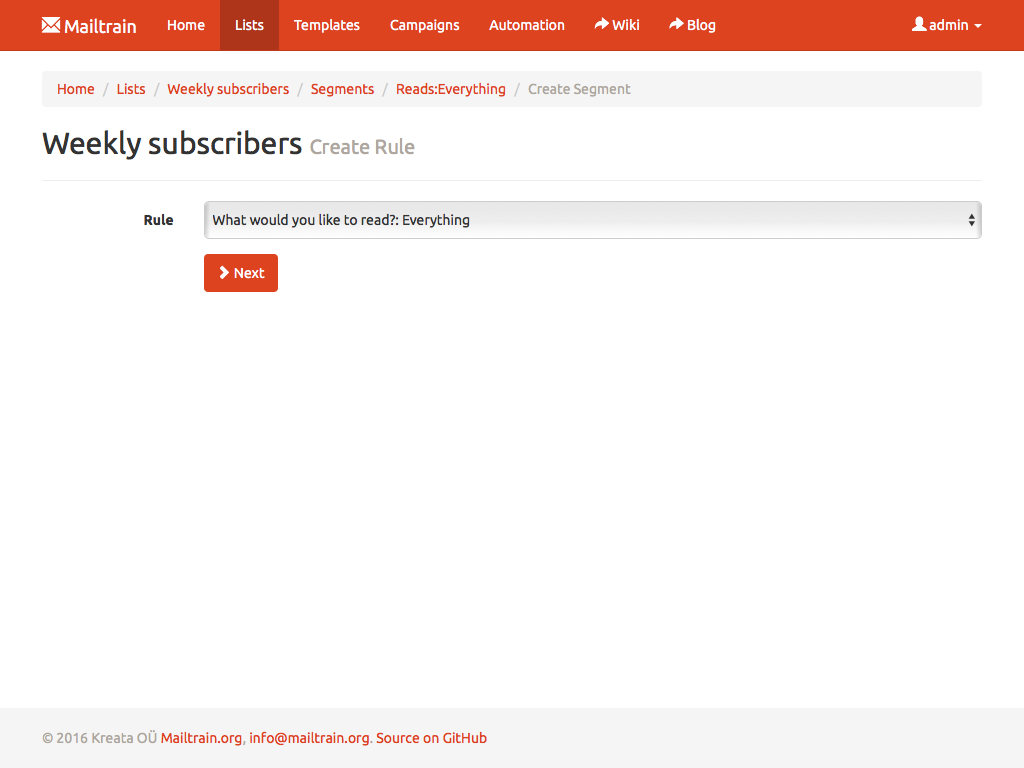 Mailtrain Home Lists Templates Campaigns Automation Wiki Blog admin
Home / Lists / Weekly subscribers / Segments / Reads:Everything / Create Segment
Weekly subscribers Create Rule
Rule What would you like to read?: Everything
Next
© 2016 Kreata OÜ Mailtrain.org, info@mailtrain.org. Source on GitHub